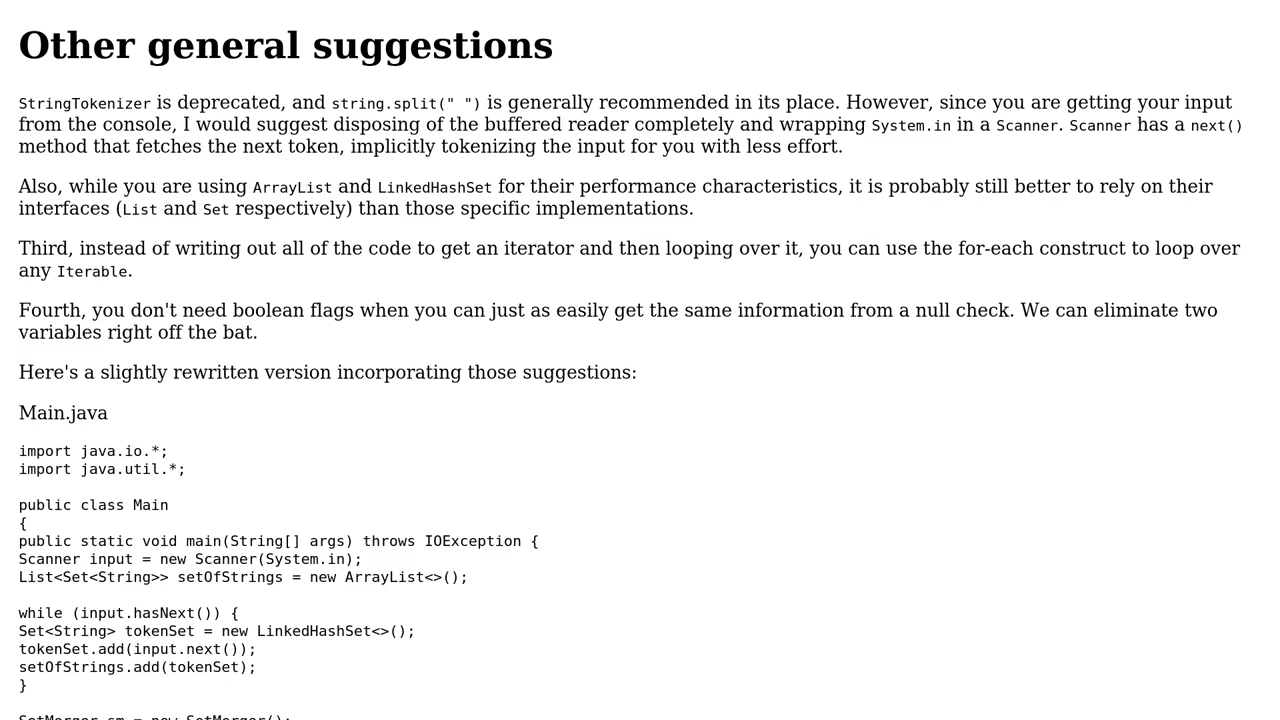 Other general suggestions
StringTokenizer is deprecated, and string.split(" ") is generally recommended in its place. However, since you are getting your input
from the console, I would suggest disposing of the buffered reader completely and wrapping System.in in a Scanner. Scanner has a next()
method that fetches the next token, implicitly tokenizing the input for you with less effort.
Also, while you are using ArrayList and LinkedHashSet for their performance characteristics, it is probably still better to rely on their
interfaces (List and Set respectively) than those specific implementations.
Third, instead of writing out all of the code to get an iterator and then looping over it, you can use the for-each construct to loop over
any Iterable.
Fourth, you don't need boolean flags when you can just as easily get the same information from a null check. We can eliminate two
variables right off the bat.
Here's a slightly rewritten version incorporating those suggestions:
Main.java
import java.io.*;
import java.util.*;
public class Main
{
public static void main(String[] args) throws IOException {
Scanner input = new Scanner(System.in);
List<Set<String>> setOfStrings = new ArrayList<>();
while (input.hasNext()) {
Set<String> tokenSet = new LinkedHashSet<>();
tokenSet.add(input.next());
setOfStrings.add(tokenSet);
}
SetMerger sm = new SetMerger();